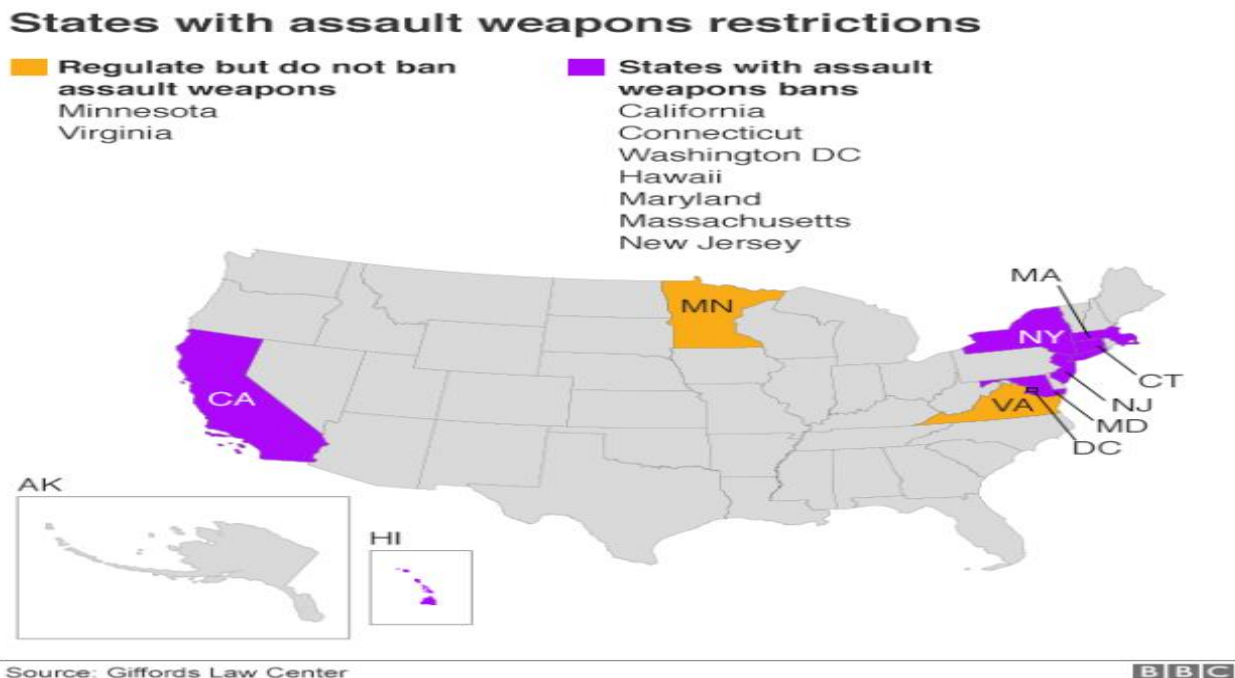 States with assault weapons restrictions
Regulate but do not ban
assault weapons
Minnesota
Virginia
States with assault
weapons bans
California
Connecticut
Washington DC
Hawaii
Maryland
Massachusetts
New Jersey
MA
MN
NY
CT
CA
NJ
VA
MD
DC
AK
HI
Source: Giffords Law Center
BBC